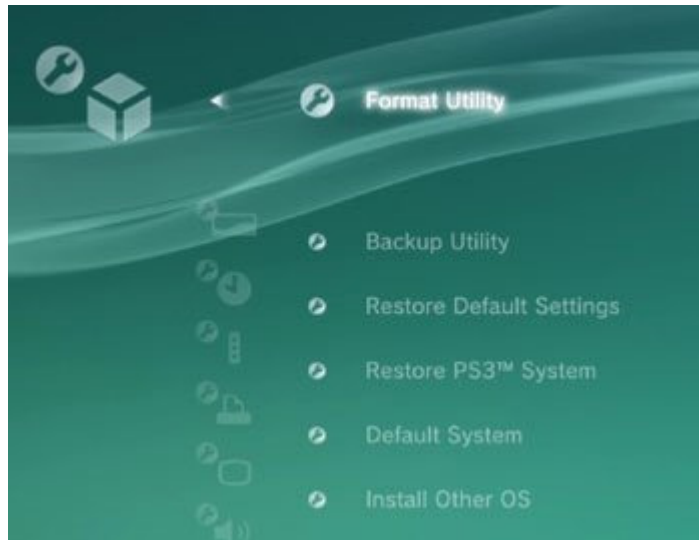 Format Utility
Backup Utility
Restore Default Settings
Restore PS3™ System
Default System
Install Other OS